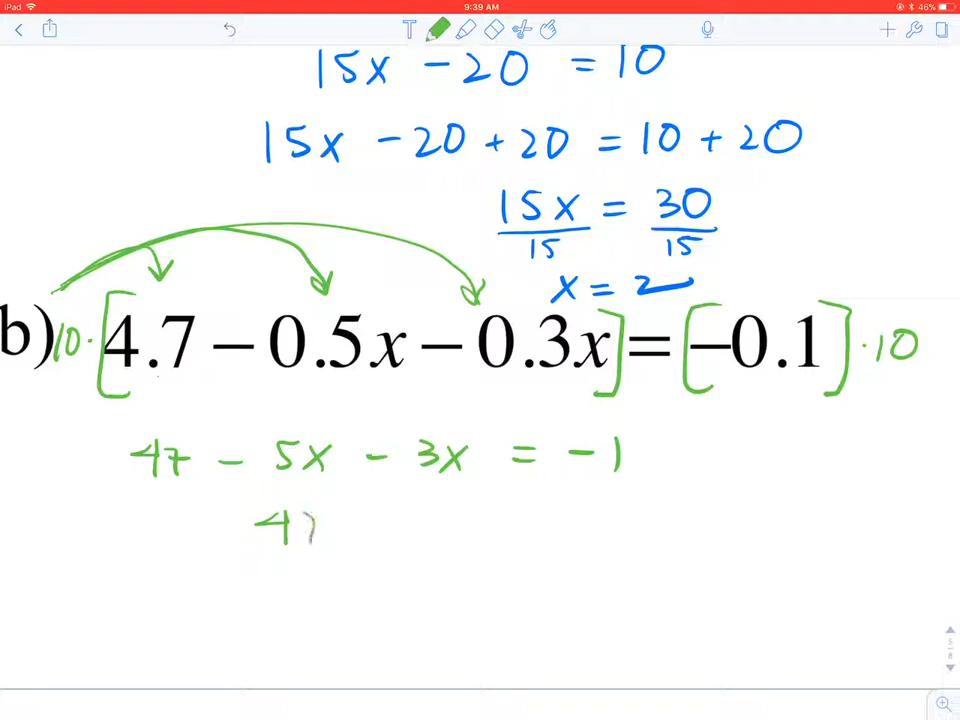 iPad 9:39 AM 46%
T
15x - 20 = 10
15x - 20 + 20 = 10 + 20
15x = 30
15 15
x = 2
b) 10 · [4.7 − 0.5x − 0.3x] = [−0.1] · 10
47 - 5x - 3x = -1
4